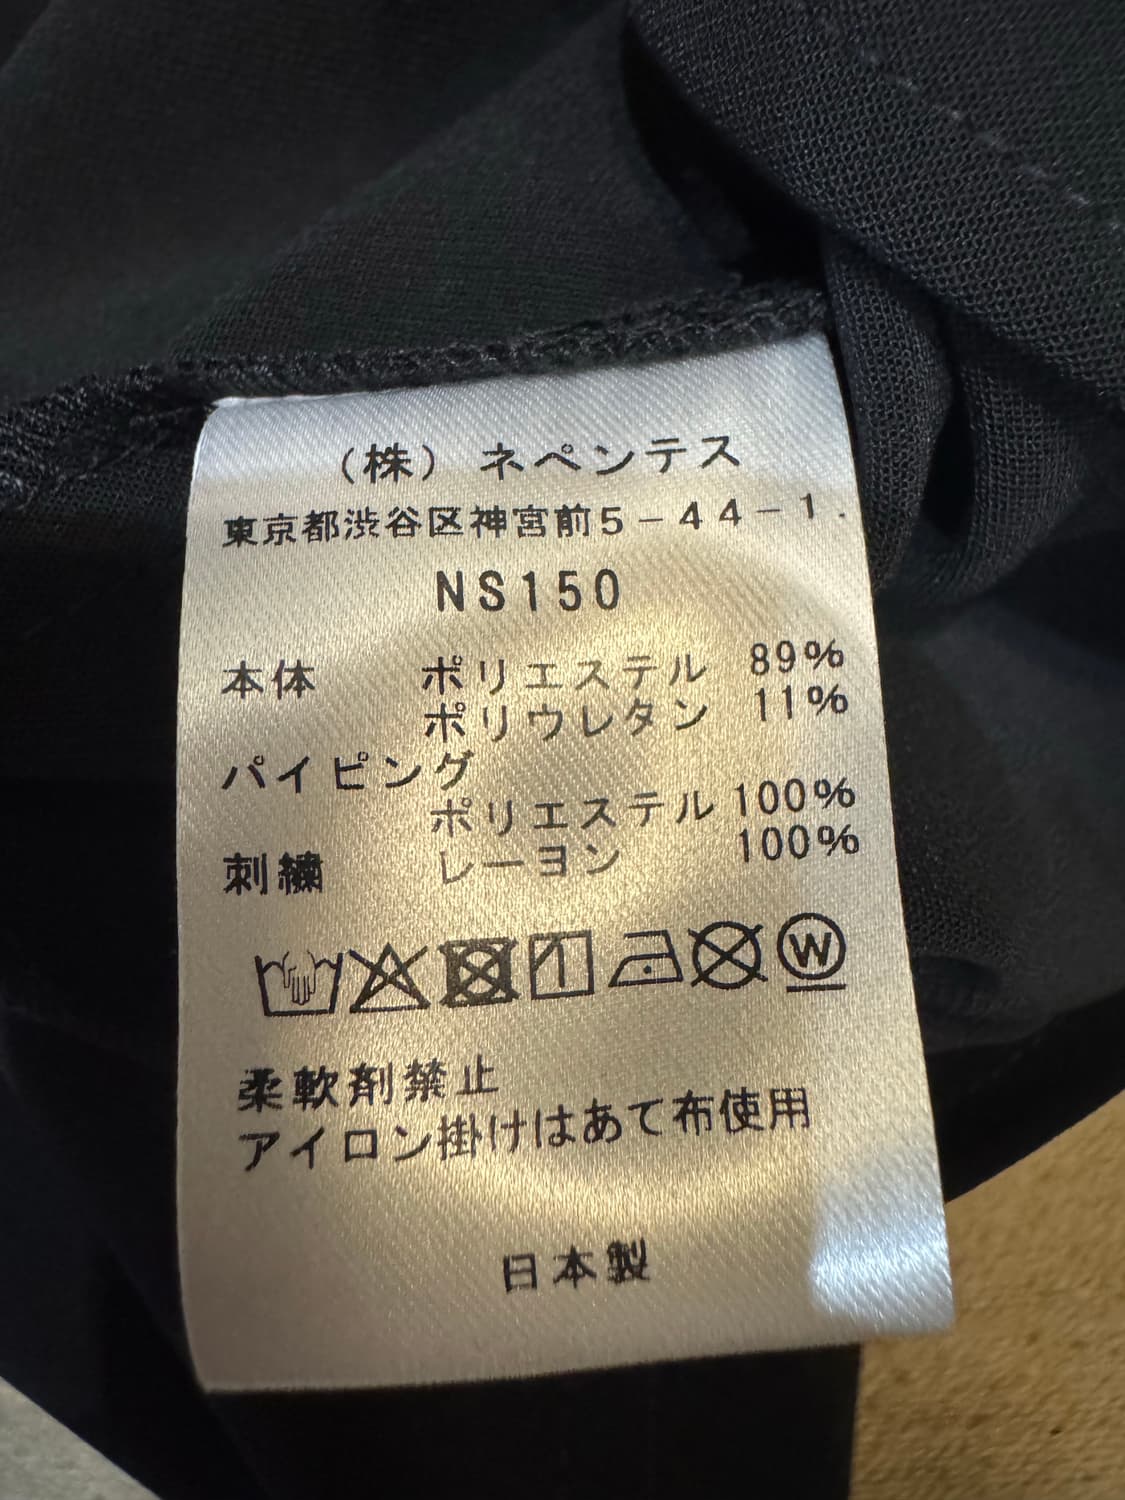 (株) ネペンテス
東京都渋谷区神宮前5-44-1.
NS150
本体 ポリエステル 89%
ポリウレタン 11%
パイピング
ポリエステル 100%
刺繍 レーヨン 100%
W
柔軟剤禁止
アイロン掛けはあて布使用
日本製